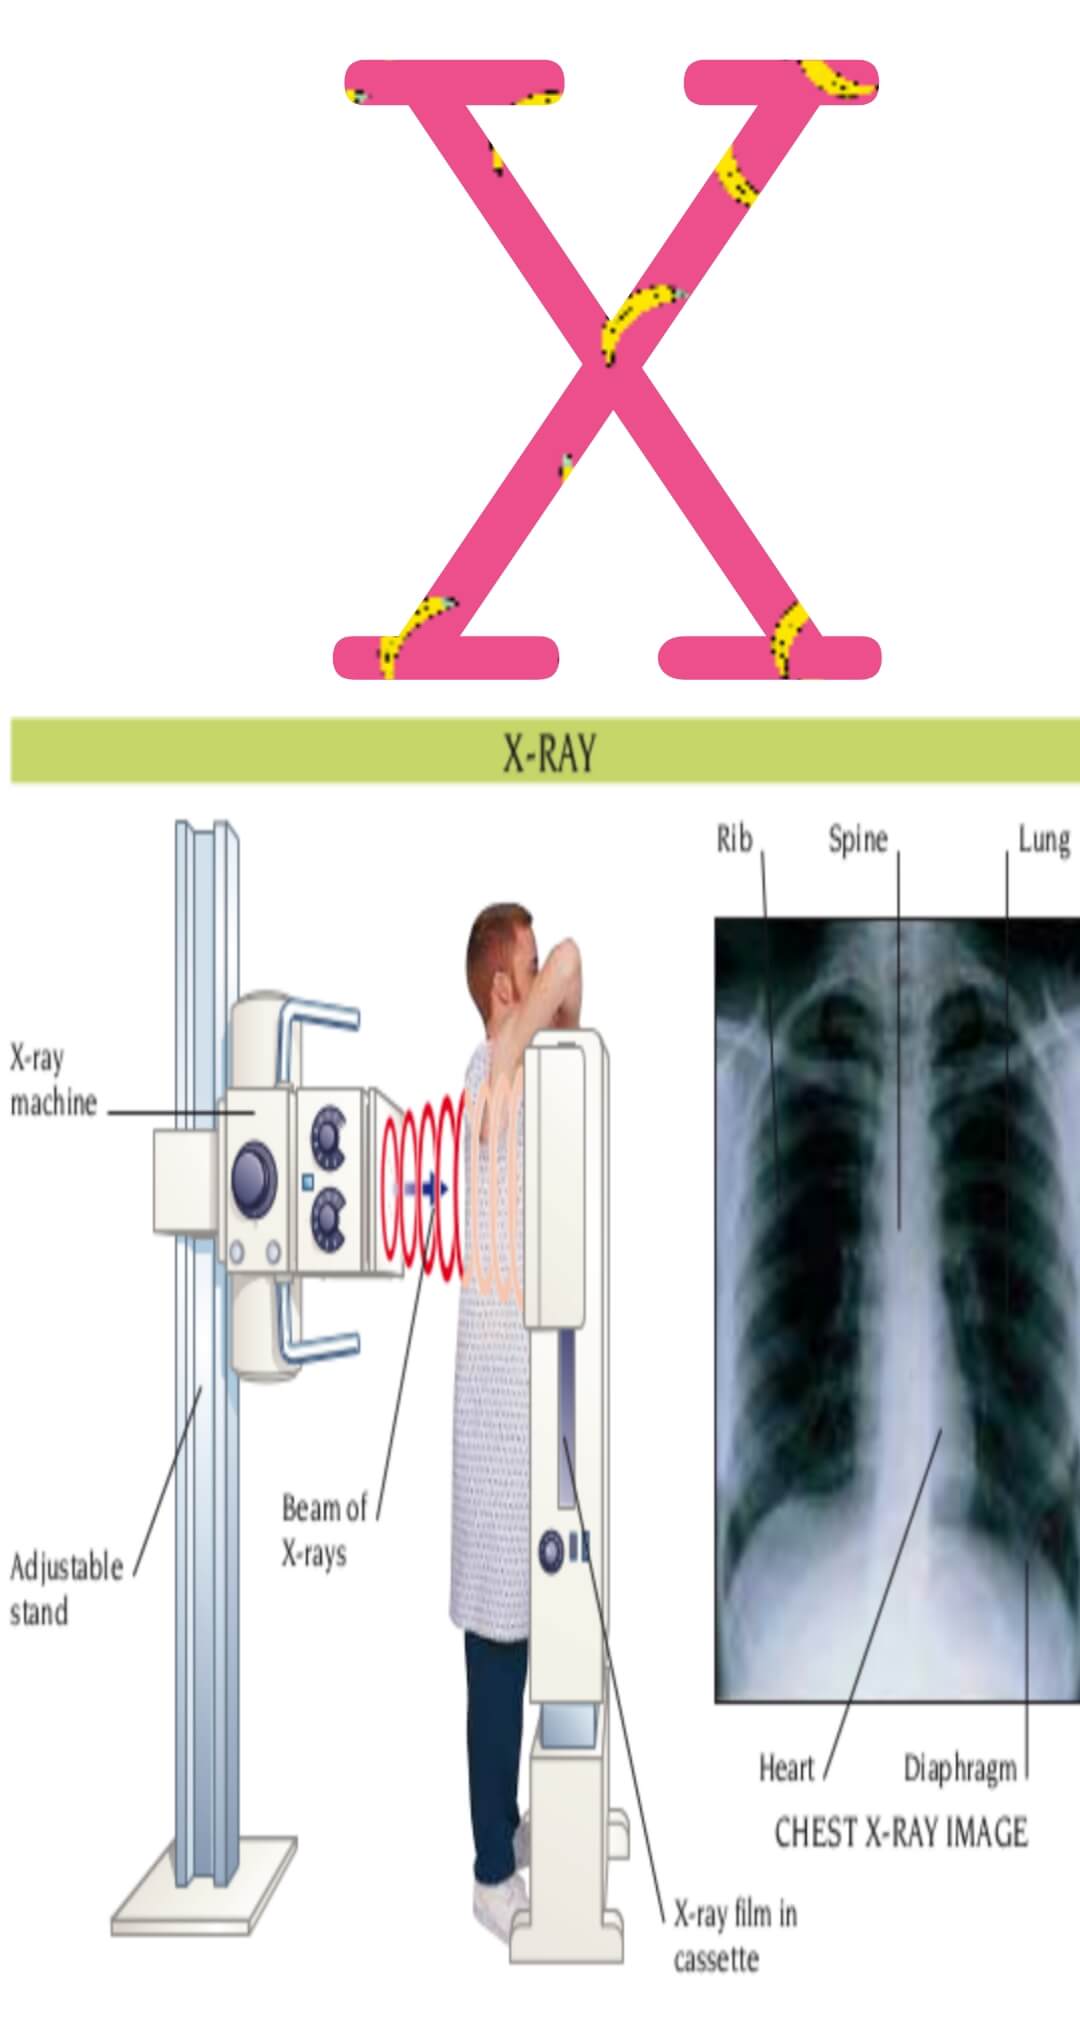 X
X-RAY
Rib
Spine
Lung
X-ray
machine
Beam of
X-rays
Adjustable
stand
Heart
Diaphragm
CHEST X-RAY IMAGE
X-ray film in
cassette